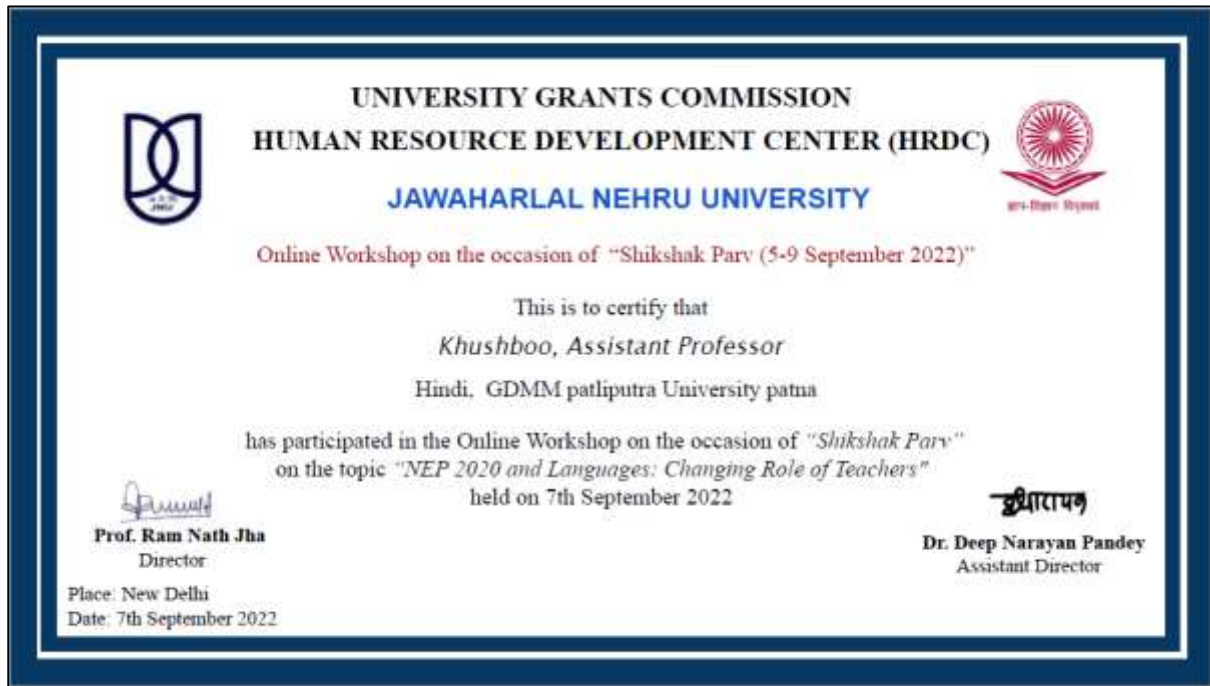 UNIVERSITY GRANTS COMMISSION
HUMAN RESOURCE DEVELOPMENT CENTER (HRDC)
JAWAHARLAL NEHRU UNIVERSITY
JNU
ज्ञान-विज्ञान विमुक्तये
Online Workshop on the occasion of “Shikshak Parv (5-9 September 2022)”
This is to certify that
Khushboo, Assistant Professor
Hindi, GDMM patliputra University patna
has participated in the Online Workshop on the occasion of “Shikshak Parv”
on the topic “NEP 2020 and Languages: Changing Role of Teachers"
held on 7th September 2022
Prof. Ram Nath Jha
Director
Place: New Delhi
Date: 7th September 2022
Dr. Deep Narayan Pandey
Assistant Director